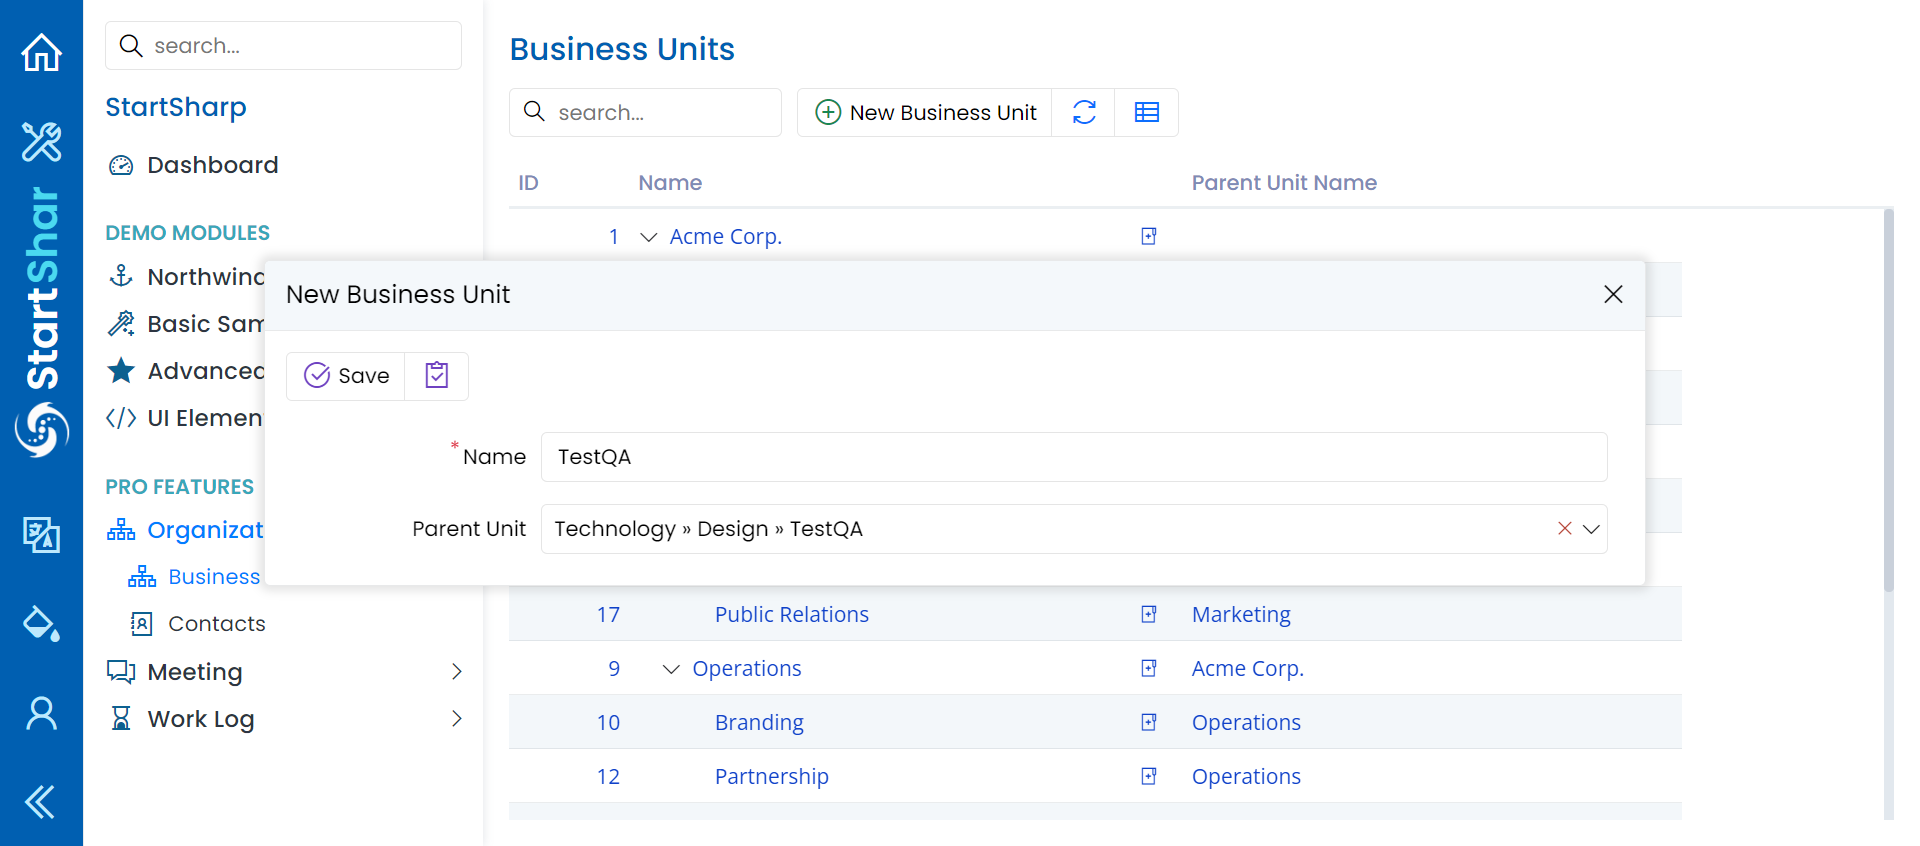 StartShar
search...
StartSharp
Dashboard
DEMO MODULES
Northwind
Basic Sam
Advanced
UI Elemen
PRO FEATURES
Organizat
Business
Contacts
Meeting
Work Log
Business Units
search...
New Business Unit
ID Name Parent Unit Name
1 Acme Corp.
New Business Unit
Save
* Name TestQA
Parent Unit Technology » Design » TestQA
17 Public Relations Marketing
9 Operations Acme Corp.
10 Branding Operations
12 Partnership Operations